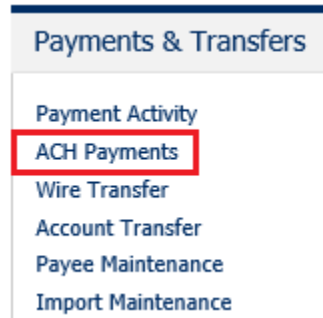 Payments & Transfers
Payment Activity
ACH Payments
Wire Transfer
Account Transfer
Payee Maintenance
Import Maintenance